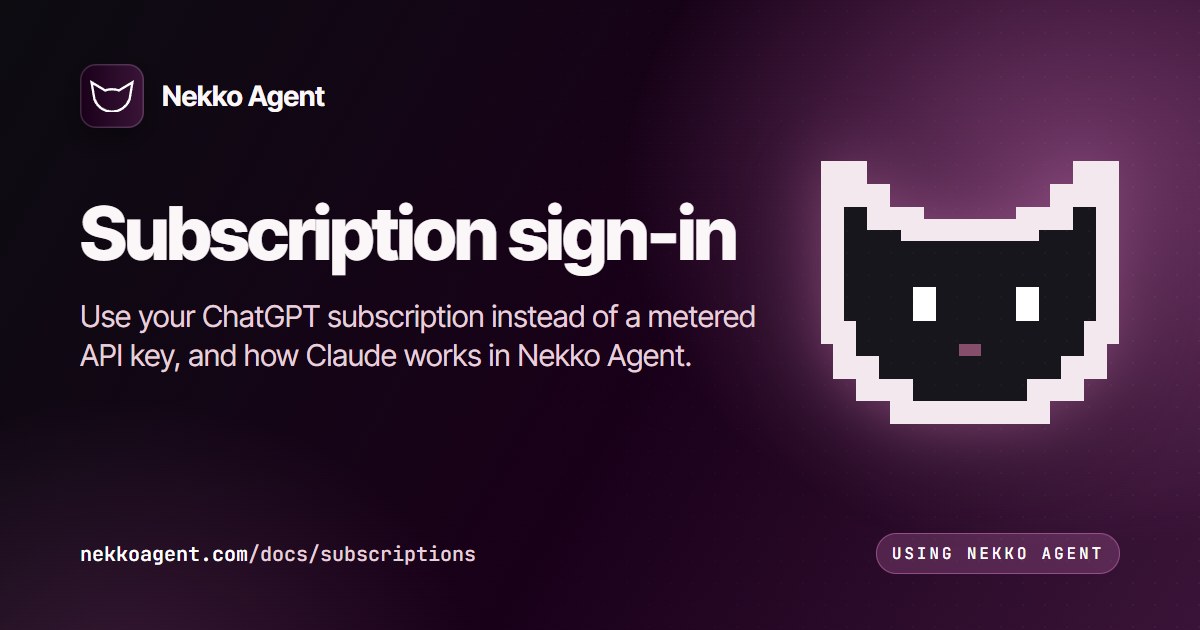 Nekko Agent
Subscription sign-in
Use your ChatGPT subscription instead of a metered
API key, and how Claude works in Nekko Agent.
nekkoagent.com/docs/subscriptions
USING NEKKO AGENT